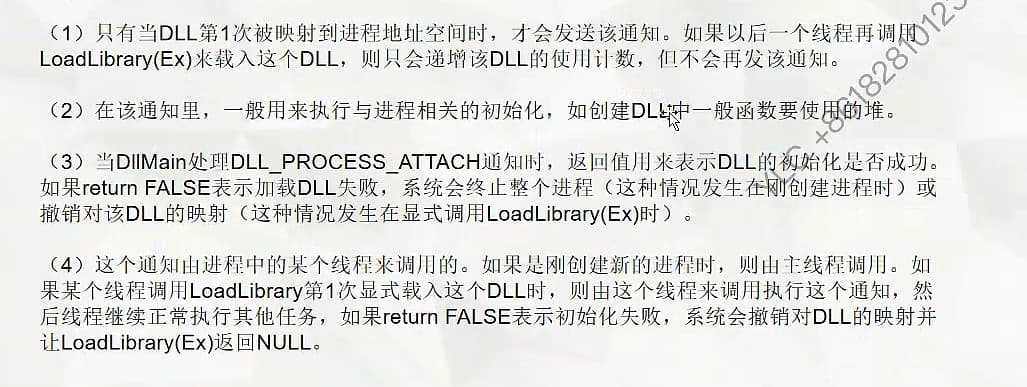 （1）只有当DLL第1次被映射到进程地址空间时，才会发送该通知。如果以后一个线程再调用
LoadLibrary(Ex)来载入这个DLL，则只会递增该DLL的使用计数，但不会再发该通知。
（2）在该通知里，一般用来执行与进程相关的初始化，如创建DLL中一般函数要使用的堆。
（3）当DllMain处理DLL_PROCESS_ATTACH通知时，返回值用来表示DLL的初始化是否成功。
如果return FALSE表示加载DLL失败，系统会终止整个进程（这种情况发生在刚创建进程时）或
撤销对该DLL的映射（这种情况发生在显式调用LoadLibrary(Ex)时）。
（4）这个通知由进程中的某个线程来调用的。如果是刚创建新的进程时，则由主线程调用。如
果某个线程调用LoadLibrary第1次显式载入这个DLL时，则由这个线程来调用执行这个通知，然
后线程继续正常执行其他任务，如果return FALSE表示初始化失败，系统会撤销对DLL的映射并
让LoadLibrary(Ex)返回NULL。